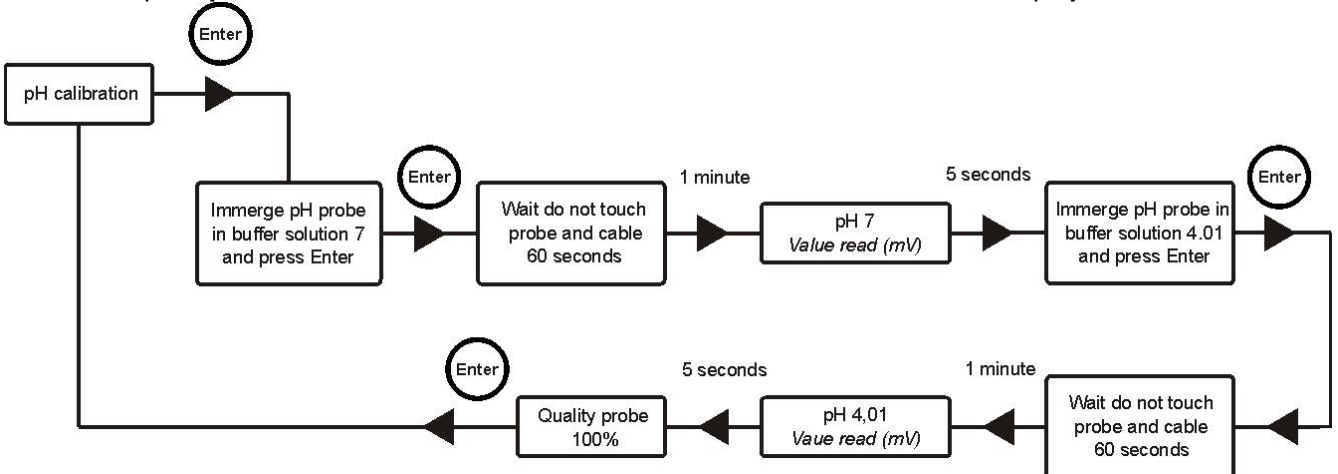 Enter
pH calibration
Immerge pH probe
in buffer solution 7
and press Enter
Enter
Wait do not touch
probe and cable
60 seconds
1 minute
pH 7
Value read (mV)
5 seconds
Immerge pH probe in
buffer solution 4.01
and press Enter
Enter
Wait do not touch
probe and cable
60 seconds
1 minute
pH 4,01
Vaue read (mV)
5 seconds
Quality probe
100%
Enter